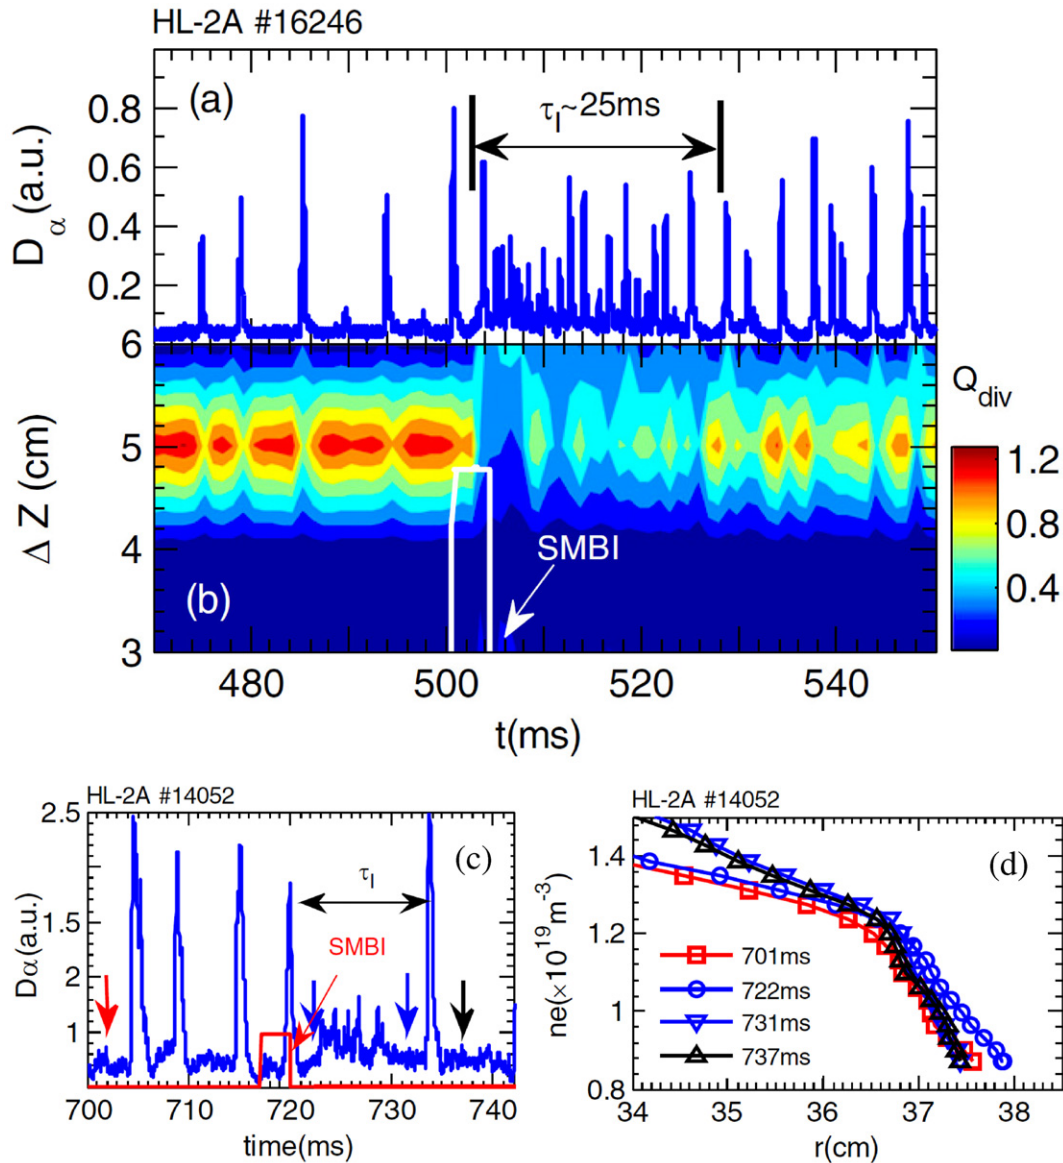 HL-2A #16246
(a)
τI~25ms
Dα (a.u.)
0.8
0.6
0.4
0.2
6
5
4
3
Δ Z (cm)
(b)
SMBI
Qdiv
1.2
0.8
0.4
480 500 520 540
t(ms)
HL-2A #14052
2.5
1.5
2
1
Dα(a.u.)
(c)
τI
SMBI
700 710 720 730 740
time(ms)
HL-2A #14052
(d)
1.4
1.2
1
0.8
ne(×10^19 m^-3)
701ms
722ms
731ms
737ms
34 35 36 37 38
r(cm)